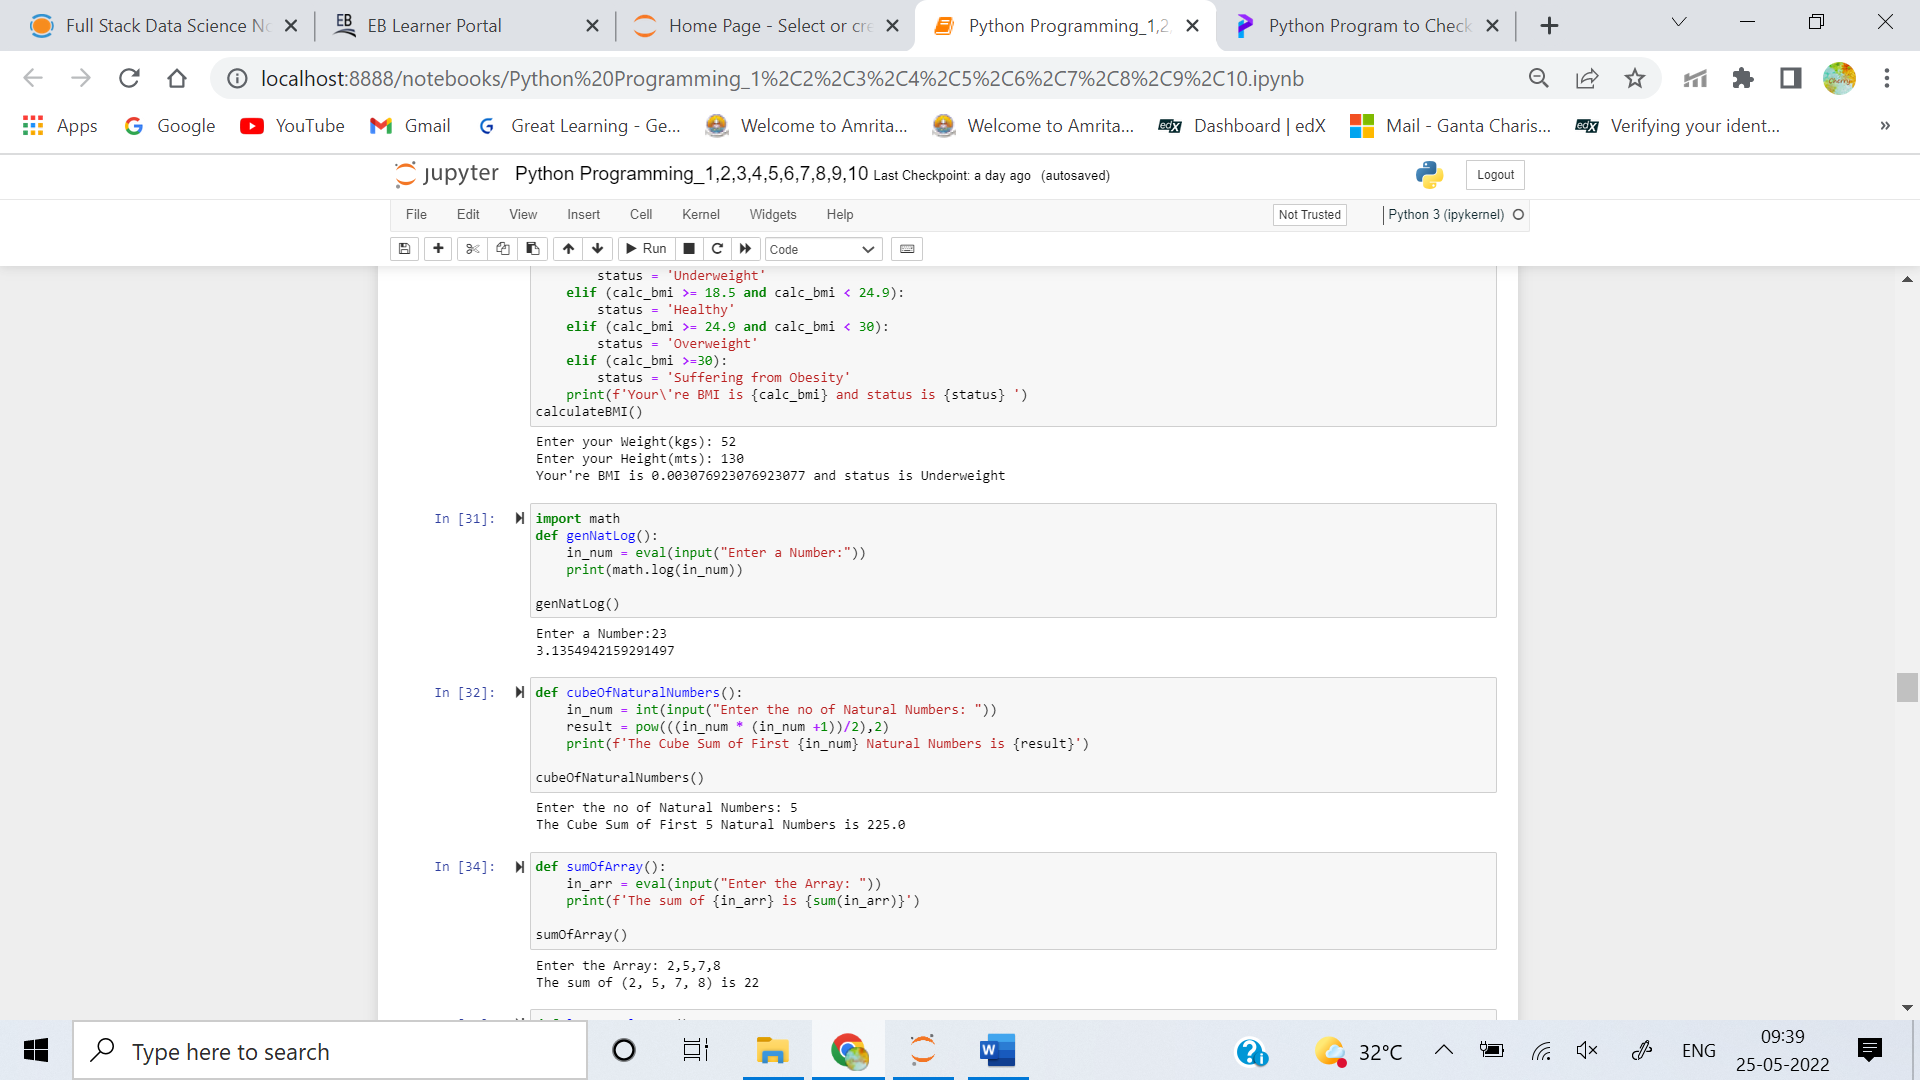 Full Stack Data Science No
EB Learner Portal
Home Page - Select or cre
Python Programming_1,2,
Python Program to Check
localhost:8888/notebooks/Python%20Programming_1%2C2%2C3%2C4%2C5%2C6%2C7%2C8%2C9%2C10.ipynb
Apps
Google
YouTube
Gmail
Great Learning - Ge...
Welcome to Amrita...
Welcome to Amrita...
Dashboard | edX
Mail - Ganta Charis...
Verifying your ident...
»
jupyter Python Programming_1,2,3,4,5,6,7,8,9,10 Last Checkpoint: a day ago (autosaved)
Logout
File Edit View Insert Cell Kernel Widgets Help
Not Trusted
Python 3 (ipykernel)
Run
Code
status = 'Underweight'
elif (calc_bmi >= 18.5 and calc_bmi < 24.9):
status = 'Healthy'
elif (calc_bmi >= 24.9 and calc_bmi < 30):
status = 'Overweight'
elif (calc_bmi >=30):
status = 'Suffering from Obesity'
print(f'Your\'re BMI is {calc_bmi} and status is {status} ')
calculateBMI()
Enter your Weight(kgs): 52
Enter your Height(mts): 130
Your're BMI is 0.003076923076923077 and status is Underweight
In [31]:
import math
def genNatLog():
in_num = eval(input("Enter a Number:"))
print(math.log(in_num))
genNatLog()
Enter a Number:23
3.1354942159291497
In [32]:
def cubeOfNaturalNumbers():
in_num = int(input("Enter the no of Natural Numbers: "))
result = pow(((in_num * (in_num +1))/2),2)
print(f'The Cube Sum of First {in_num} Natural Numbers is {result}')
cubeOfNaturalNumbers()
Enter the no of Natural Numbers: 5
The Cube Sum of First 5 Natural Numbers is 225.0
In [34]:
def sumOfArray():
in_arr = eval(input("Enter the Array: "))
print(f'The sum of {in_arr} is {sum(in_arr)}')
sumOfArray()
Enter the Array: 2,5,7,8
The sum of (2, 5, 7, 8) is 22
Type here to search
32°C
ENG
09:39
25-05-2022